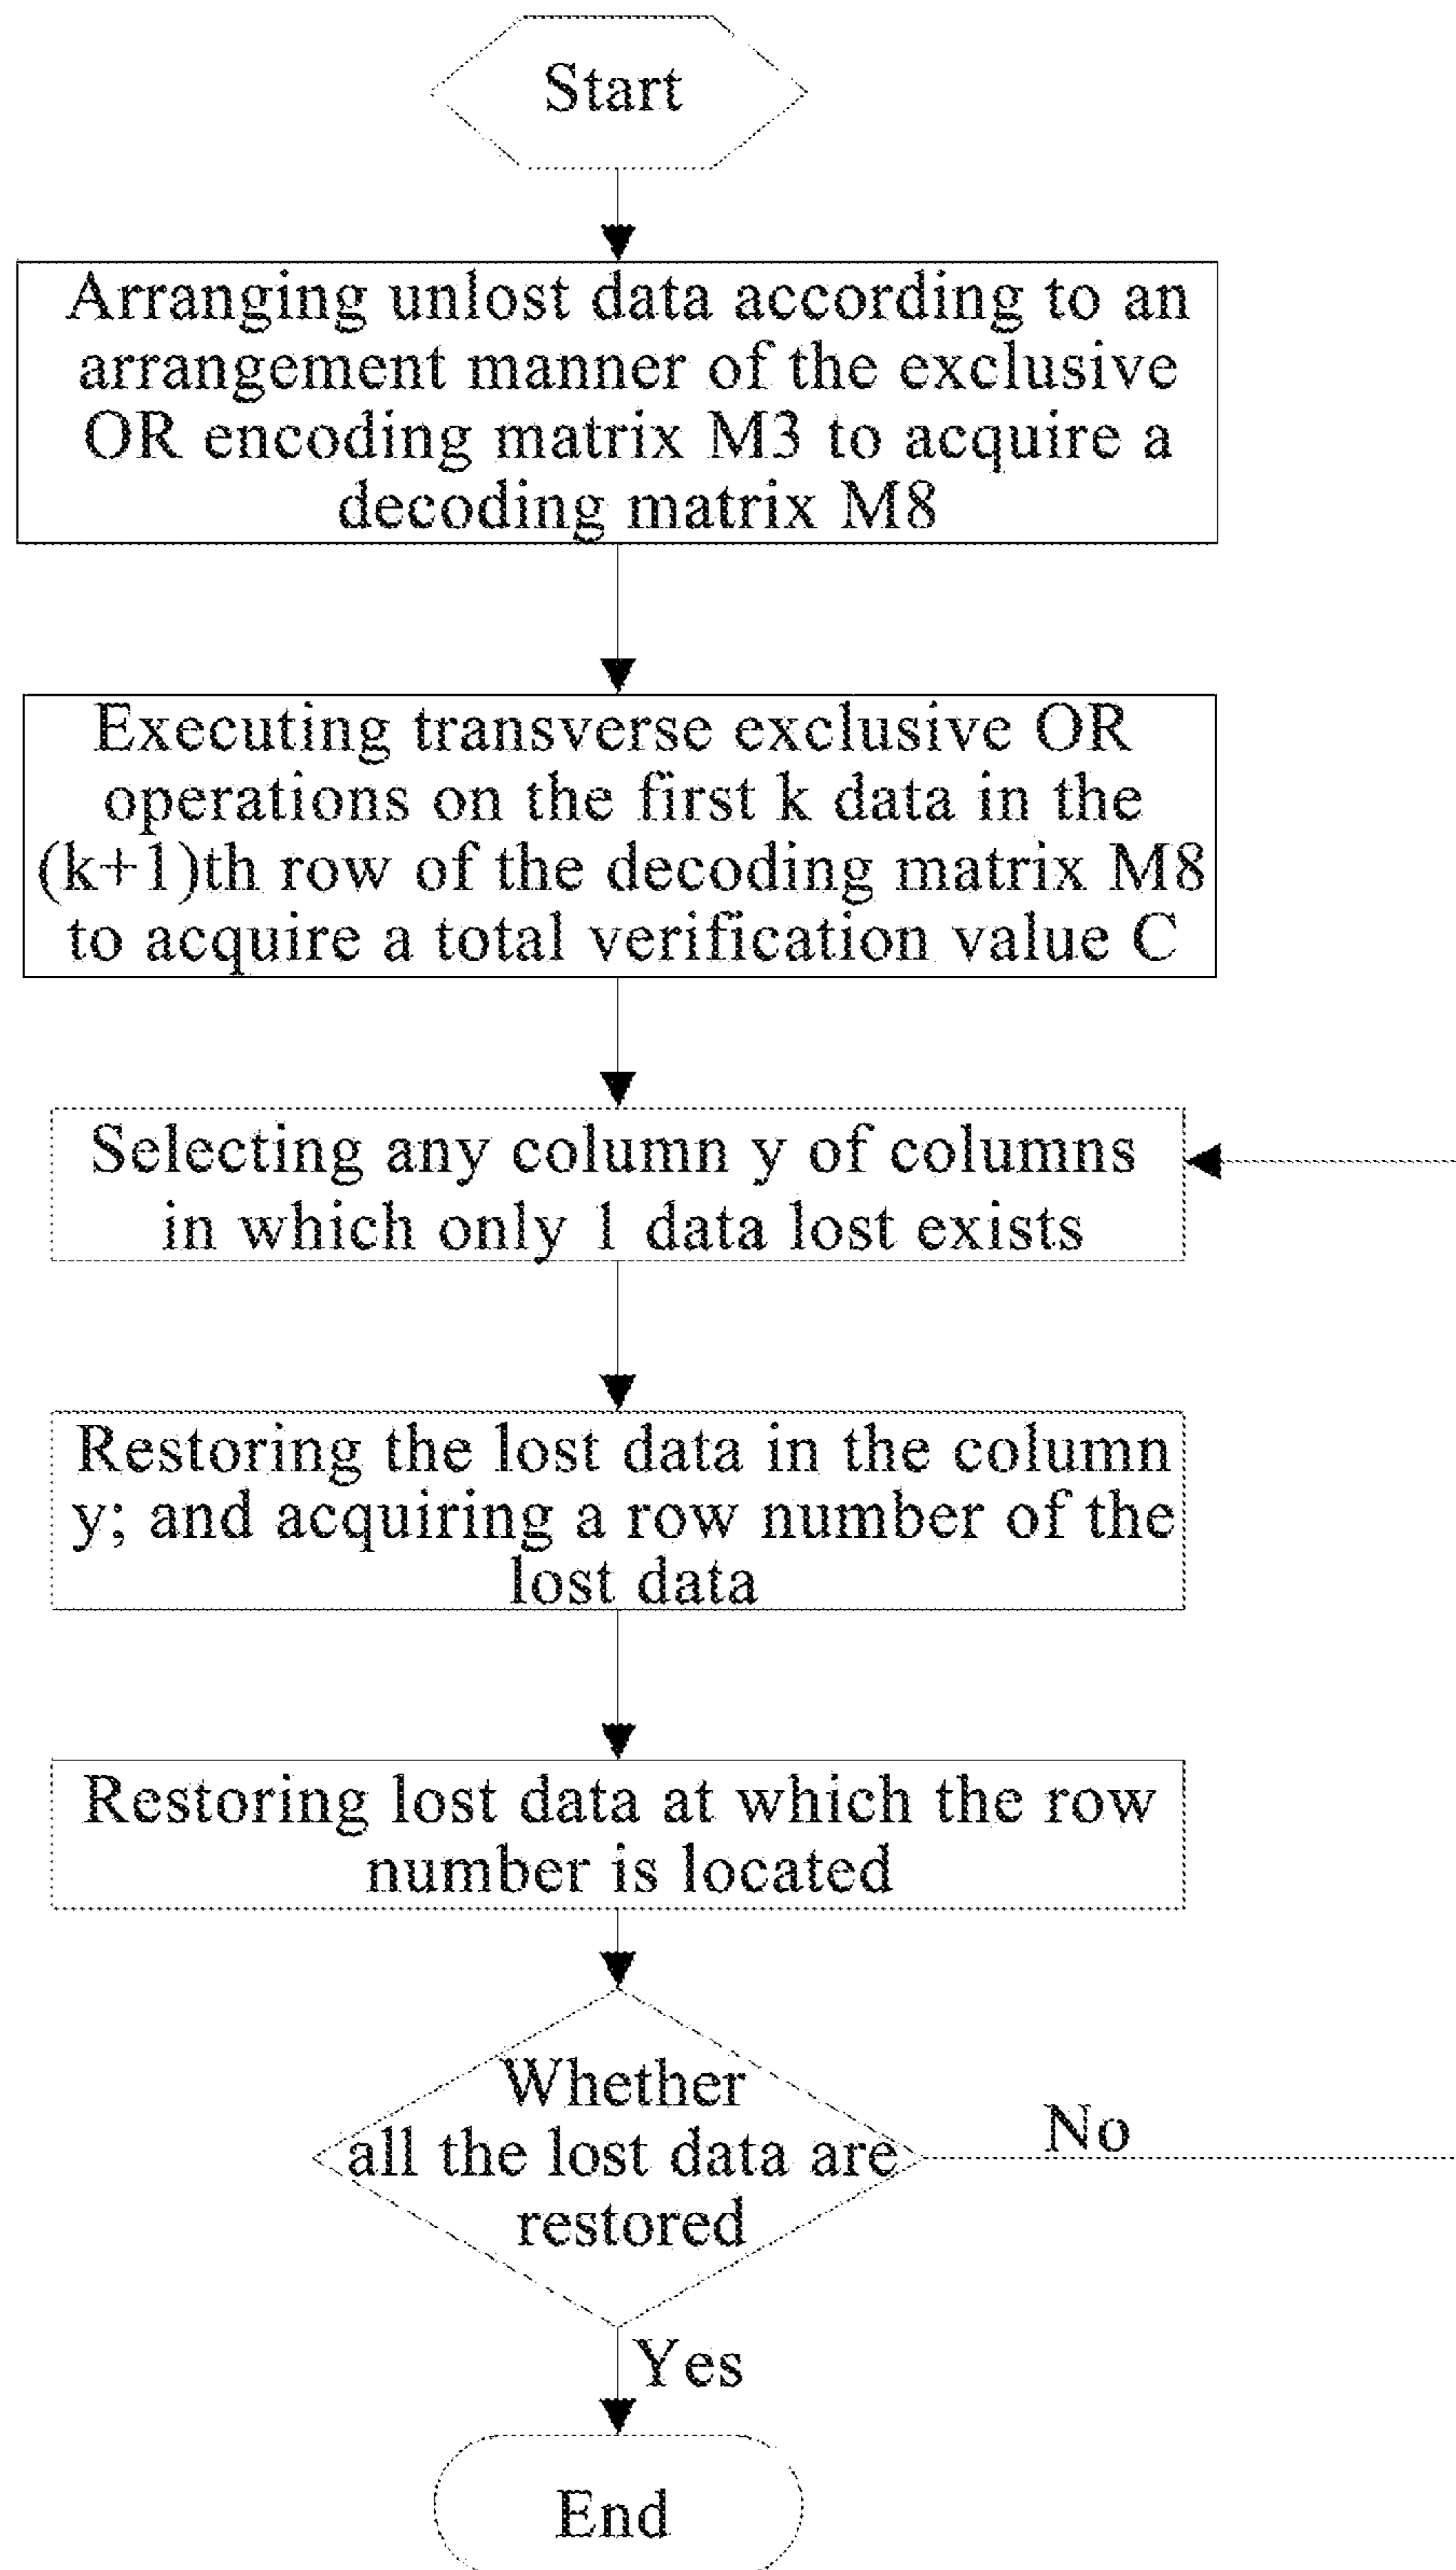 Start
Arranging unlost data according to an
arrangement manner of the exclusive
OR encoding matrix M3 to acquire a
decoding matrix M8
Executing transverse exclusive OR
operations on the first k data in the
(k+1)th row of the decoding matrix M8
to acquire a total verification value C
Selecting any column y of columns
in which only 1 data lost exists
Restoring the lost data in the column
y; and acquiring a row number of the
lost data
Restoring lost data at which the row
number is located
Whether
all the lost data are
restored
No
Yes
End